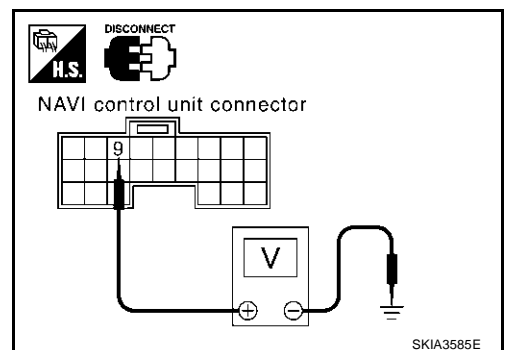 DISCONNECT
H.S.
NAVI control unit connector
9
V
+ −
SKIA3585E